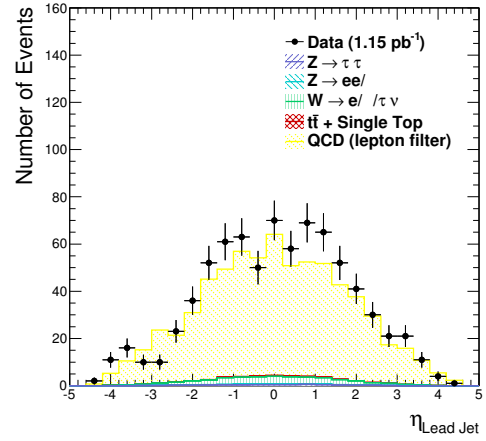 Number of Events
160
140
120
100
80
60
40
20
0
Data (1.15 pb⁻¹)
Z → τ τ
Z → ee/
W → e/ /τ ν
tt̄ + Single Top
QCD (lepton filter)
-5 -4 -3 -2 -1 0 1 2 3 4 5
η Lead Jet